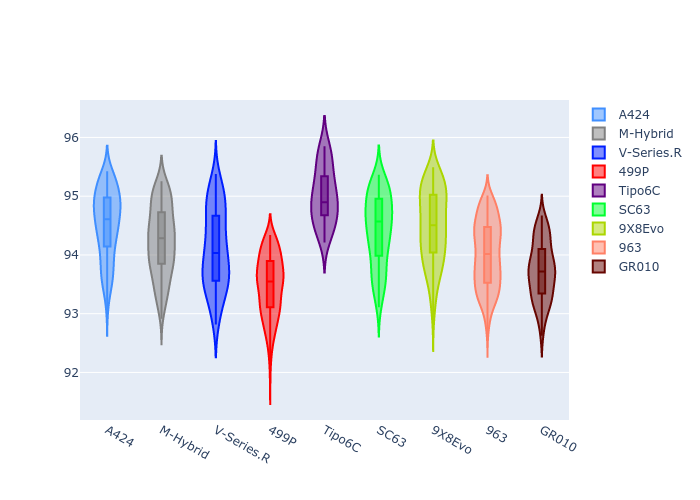 96
95
94
93
92
A424
M-Hybrid
V-Series.R
499P
Tipo6C
SC63
9X8Evo
963
GR010
A424
M-Hybrid
V-Series.R
499P
Tipo6C
SC63
9X8Evo
963
GR010